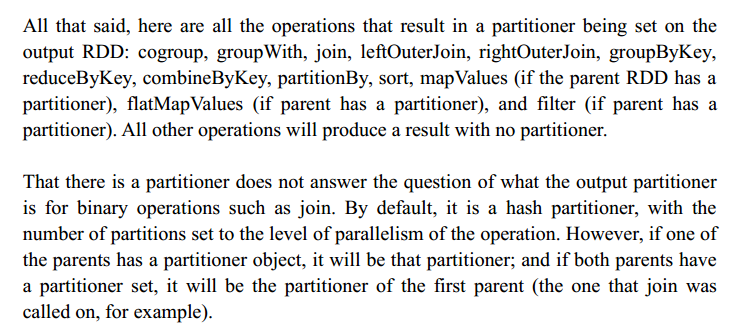 All that said, here are all the operations that result in a partitioner being set on the
output RDD: cogroup, groupWith, join, leftOuterJoin, rightOuterJoin, groupByKey,
reduceByKey, combineByKey, partitionBy, sort, mapValues (if the parent RDD has a
partitioner), flatMapValues (if parent has a partitioner), and filter (if parent has a
partitioner). All other operations will produce a result with no partitioner.
That there is a partitioner does not answer the question of what the output partitioner
is for binary operations such as join. By default, it is a hash partitioner, with the
number of partitions set to the level of parallelism of the operation. However, if one of
the parents has a partitioner object, it will be that partitioner; and if both parents have
a partitioner set, it will be the partitioner of the first parent (the one that join was
called on, for example).